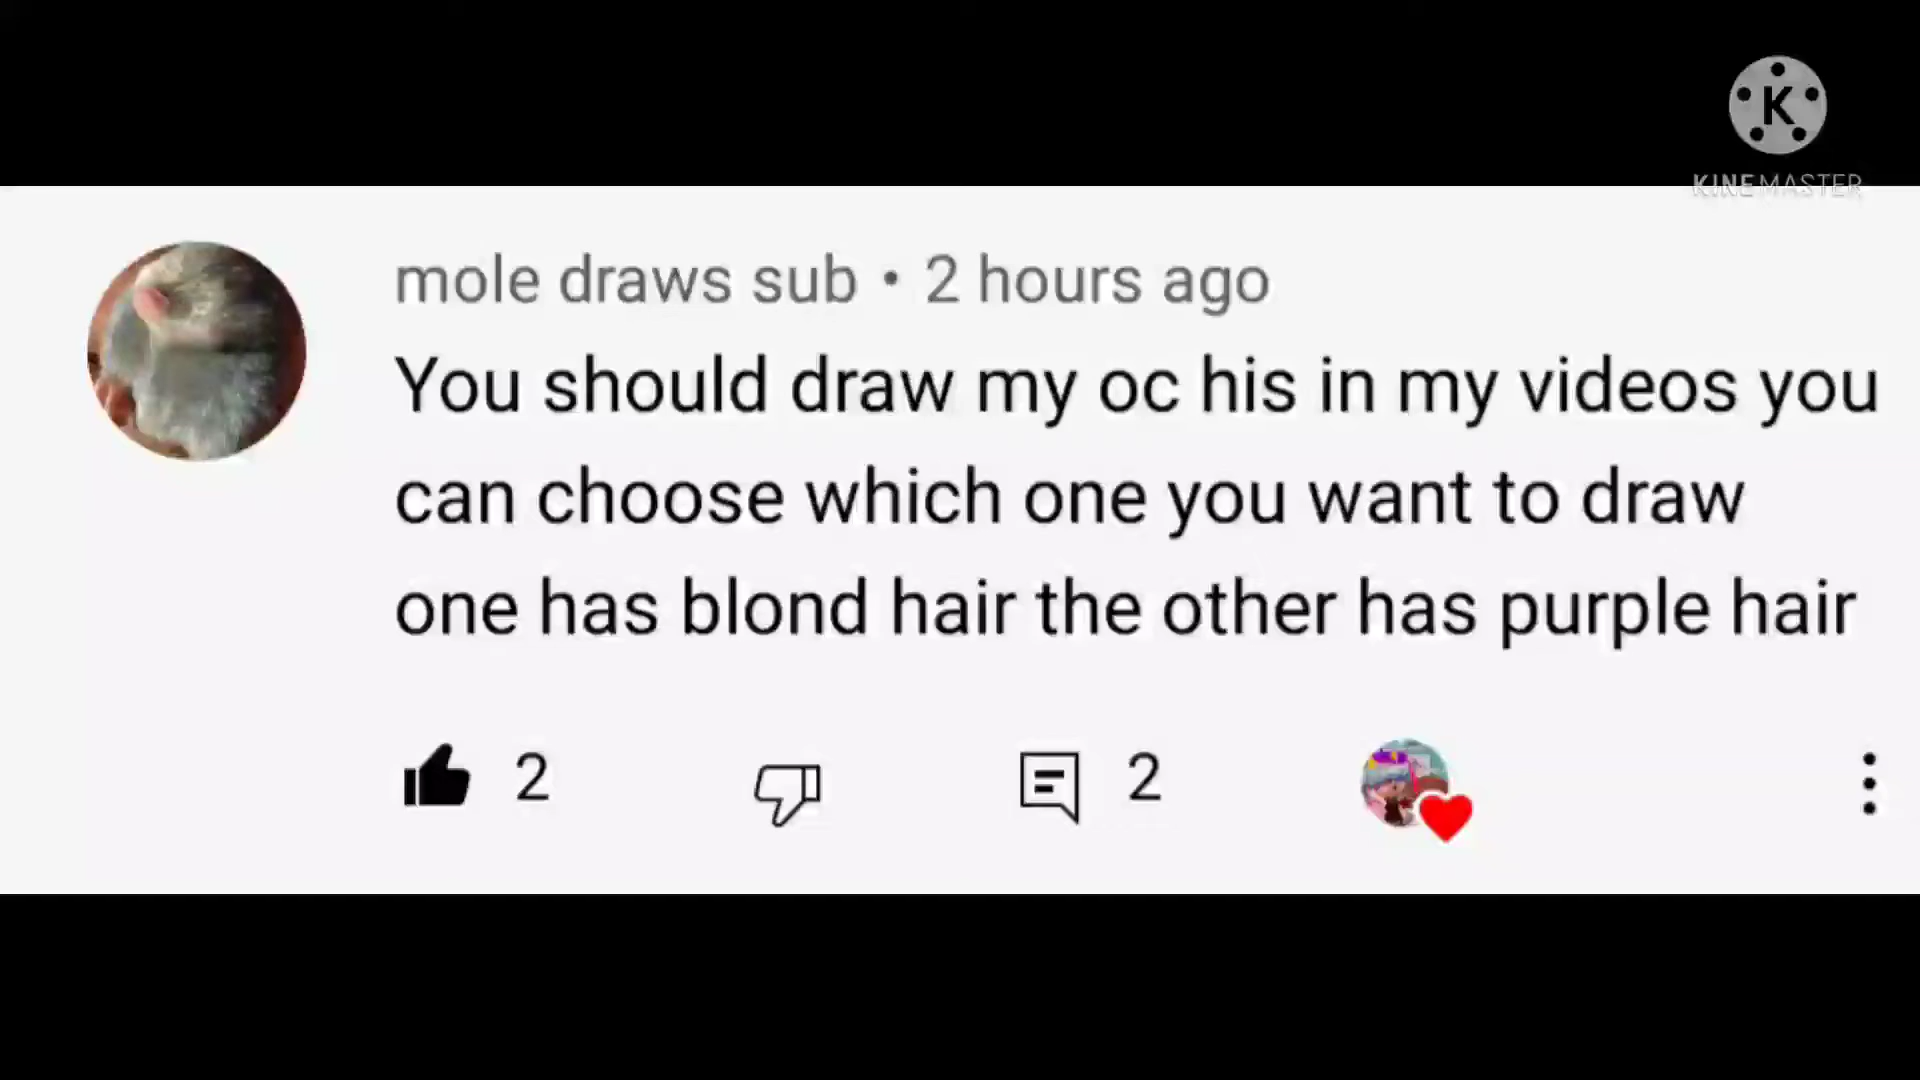 K
KINEMASTER
mole draws sub • 2 hours ago
You should draw my oc his in my videos you
can choose which one you want to draw
one has blond hair the other has purple hair
2
2